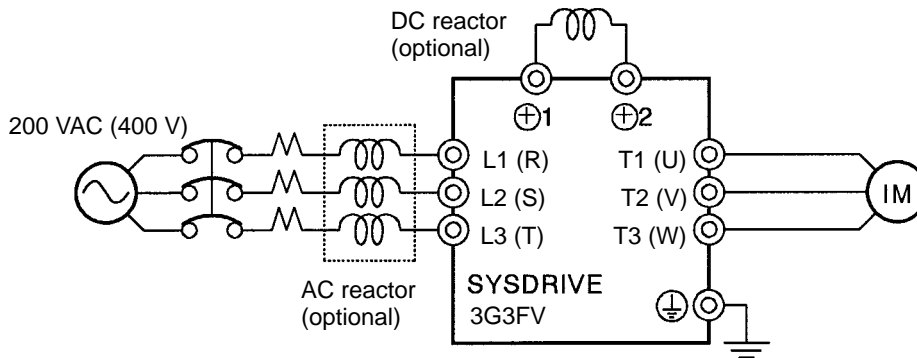 DC reactor
(optional)
⊕1 ⊕2
200 VAC (400 V)
L1 (R) T1 (U)
L2 (S) T2 (V)
L3 (T) T3 (W)
IM
AC reactor
(optional)
SYSDRIVE
3G3FV